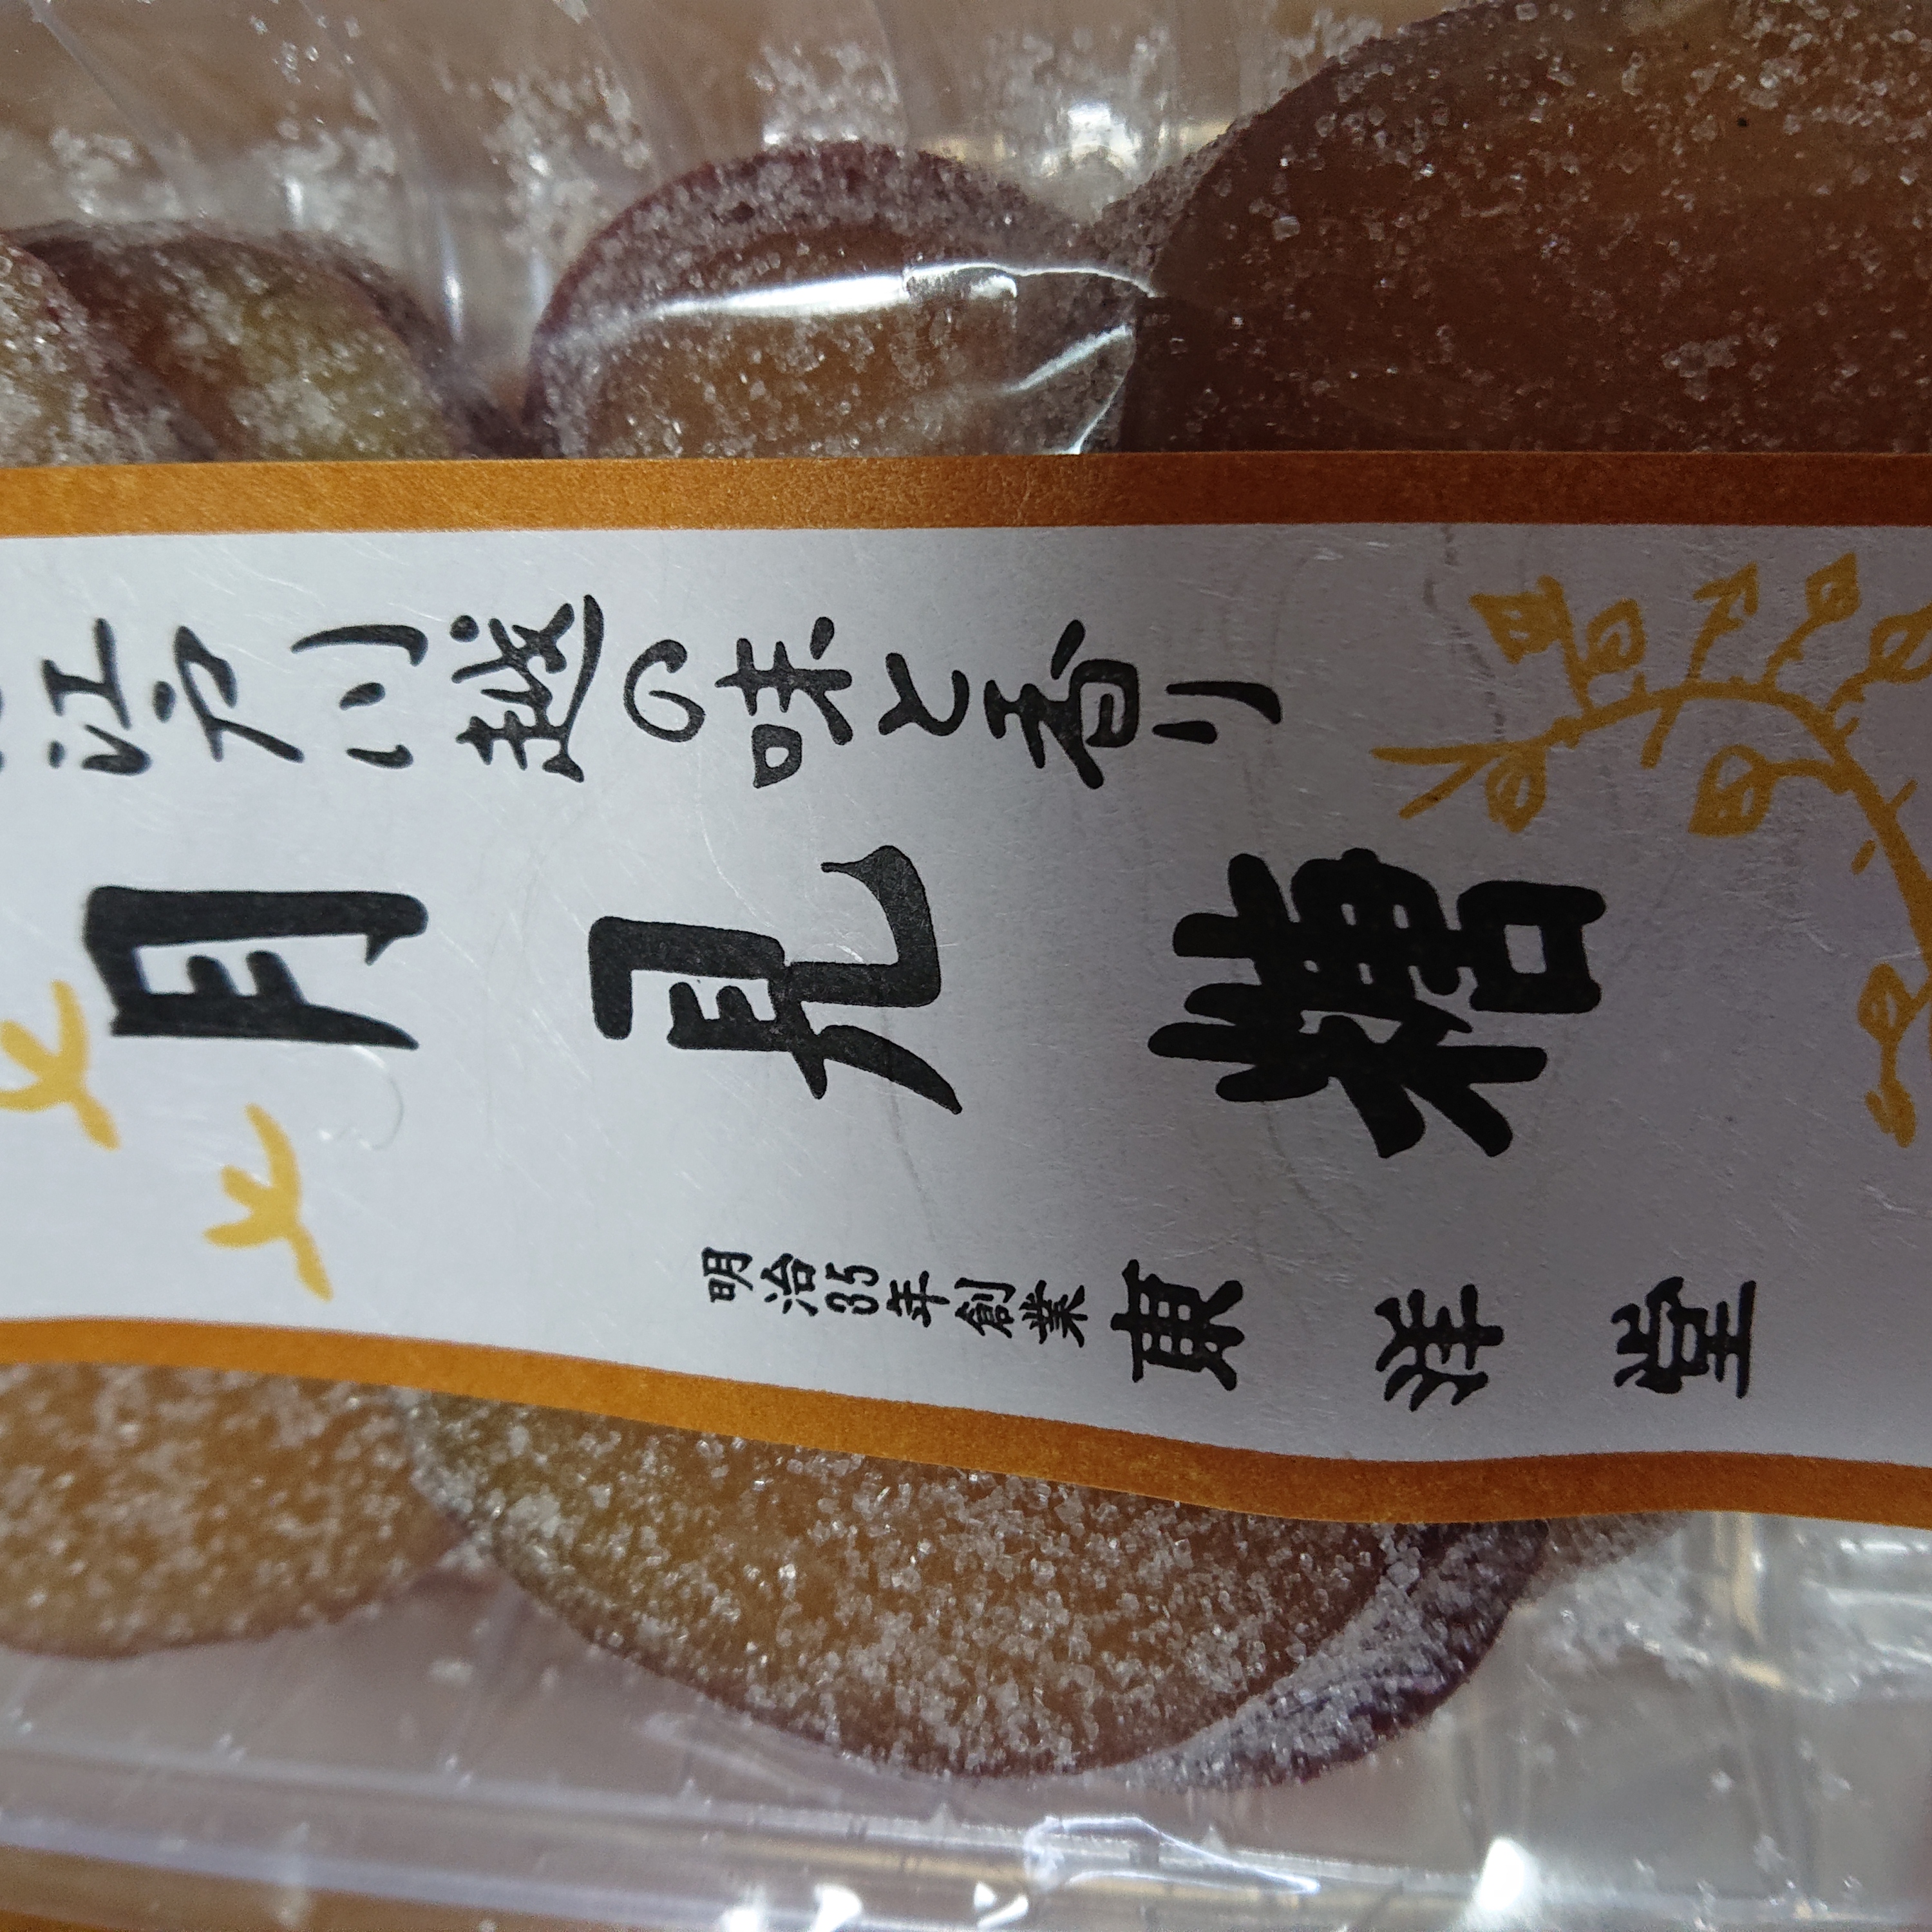 江戸川越の味と香り
月見糖
明治35年創業 東洋堂